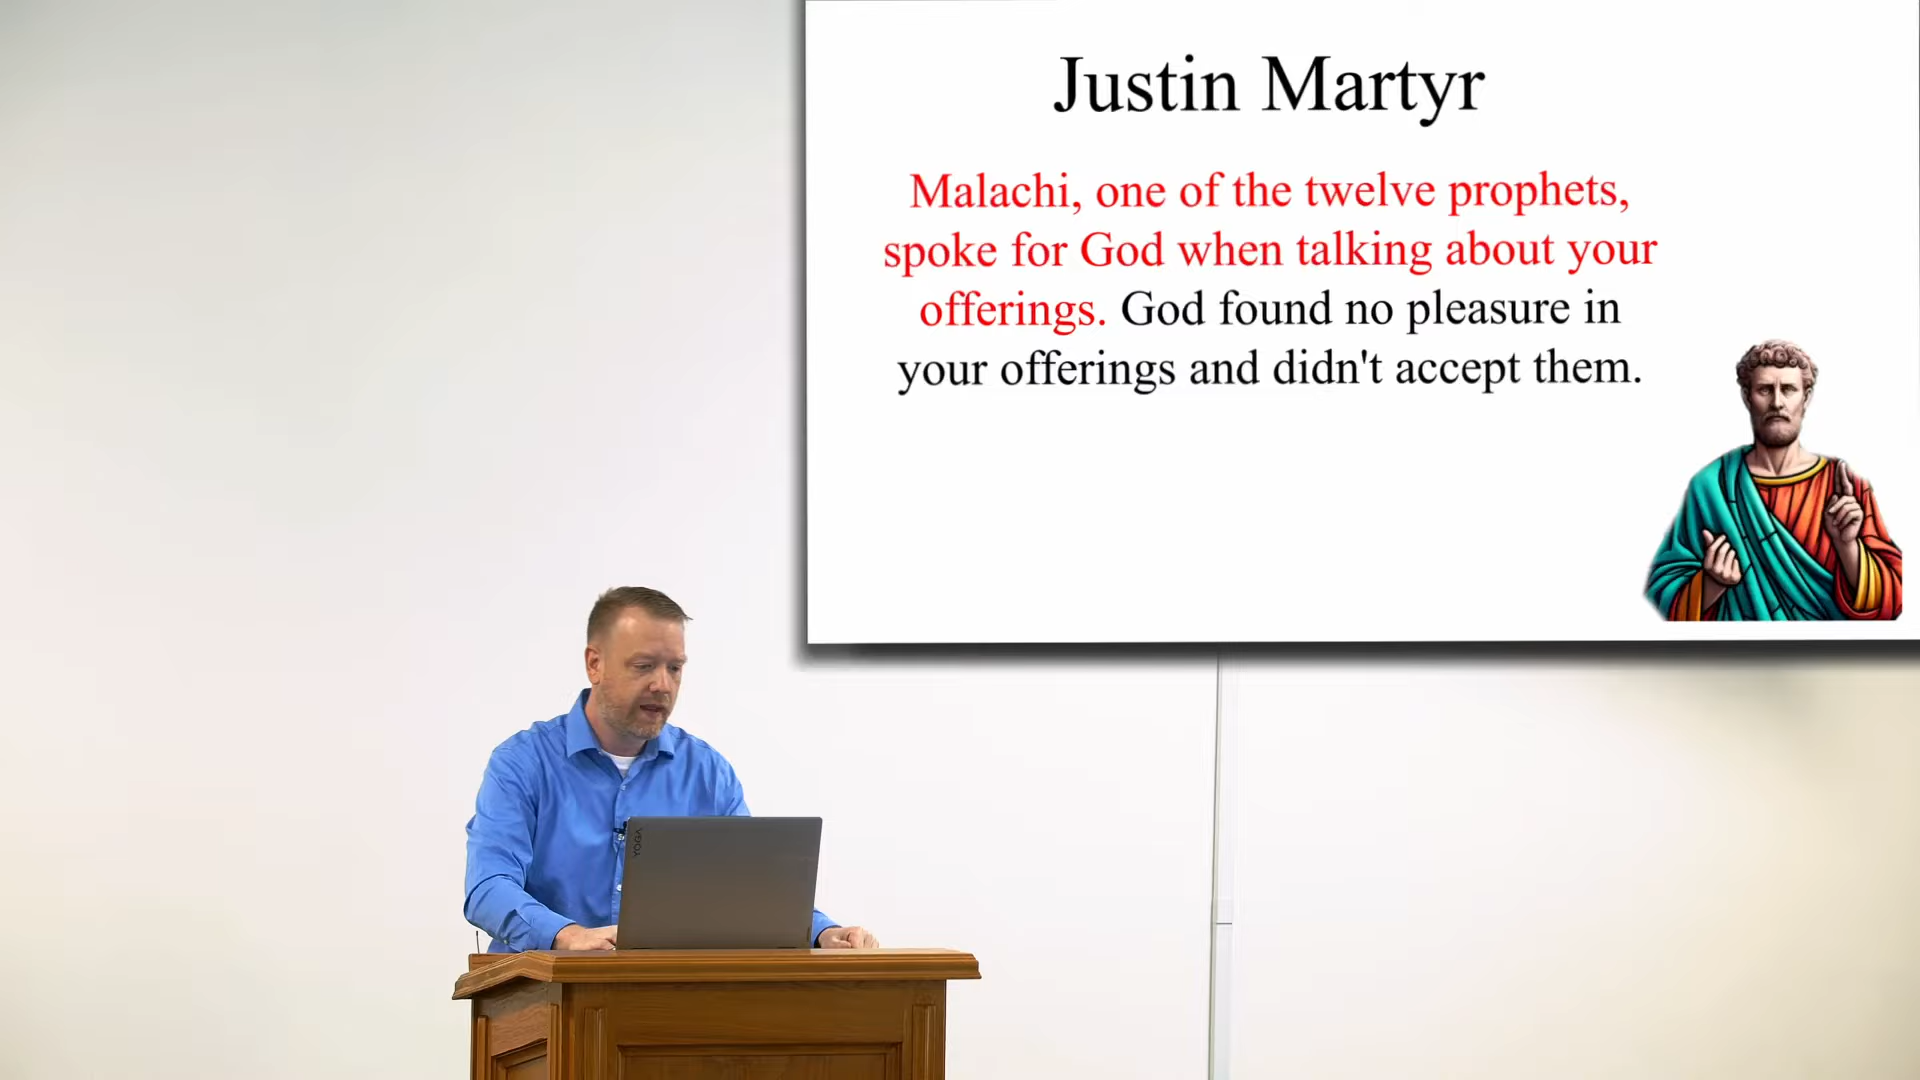 Justin Martyr
Malachi, one of the twelve prophets,
spoke for God when talking about your
offerings. God found no pleasure in
your offerings and didn't accept them.
YOGA